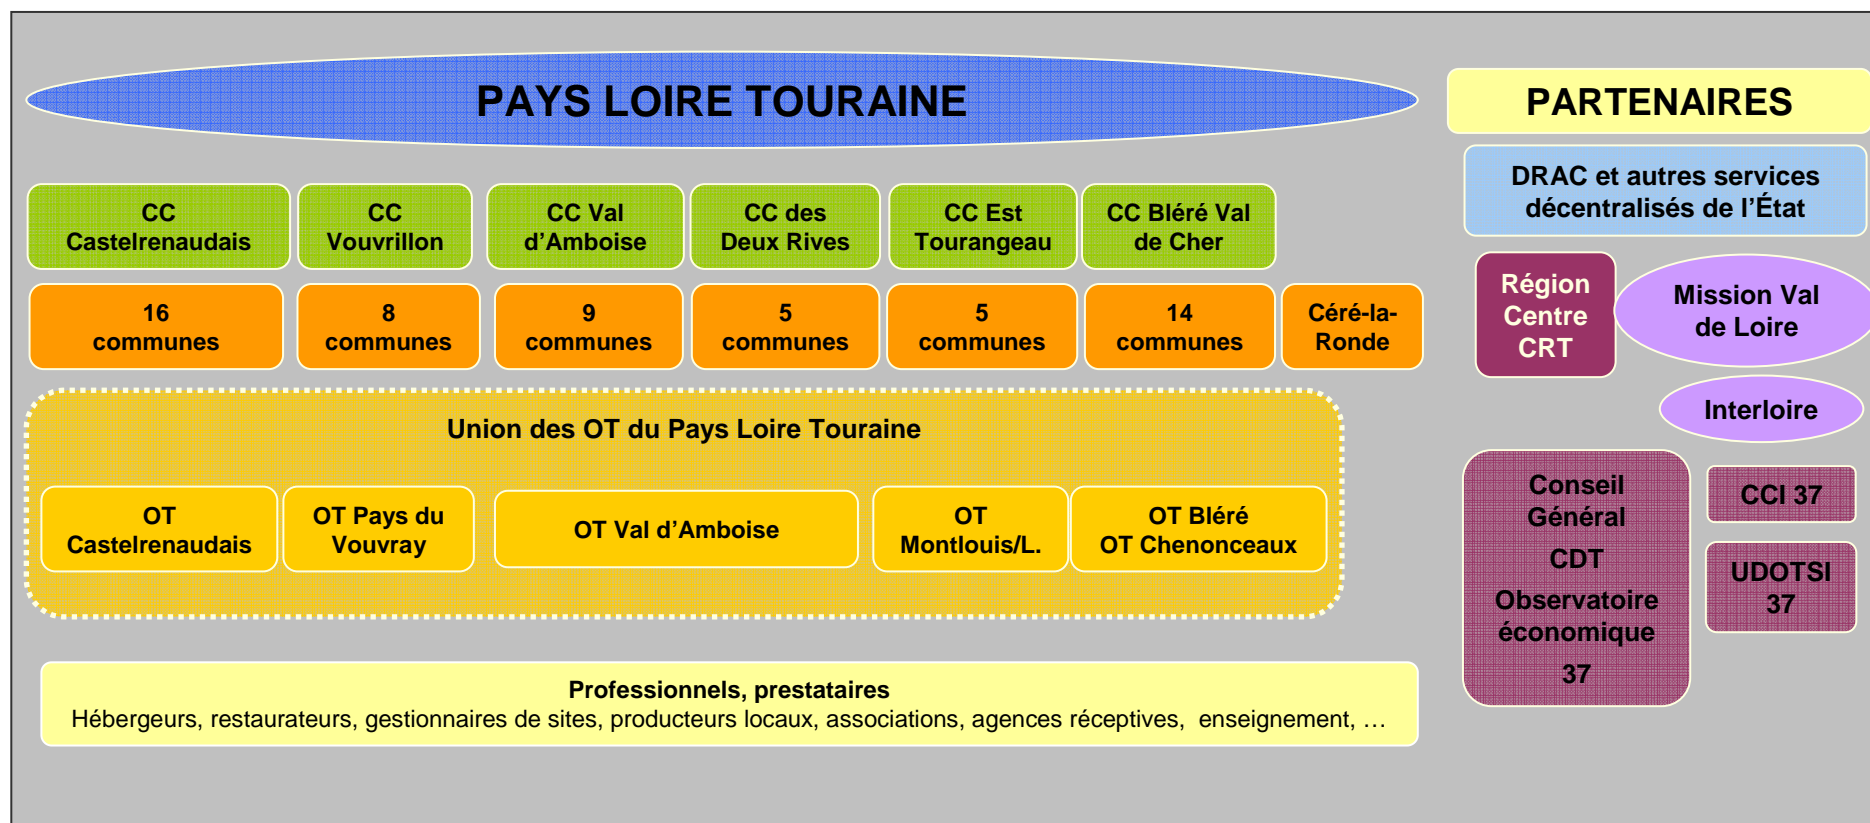 PAYS LOIRE TOURAINE
CC
Castelrenaudais
CC
Vouvrillon
CC Val
d’Amboise
CC des
Deux Rives
CC Est
Tourangeau
CC Bléré Val
de Cher
16
communes
8
communes
9
communes
5
communes
5
communes
14
communes
Céré-la-
Ronde
Union des OT du Pays Loire Touraine
OT
Castelrenaudais
OT Pays du
Vouvray
OT Val d’Amboise
OT
Montlouis/L.
OT Bléré
OT Chenonceaux
Professionnels, prestataires
Hébergeurs, restaurateurs, gestionnaires de sites, producteurs locaux, associations, agences réceptives, enseignement, …
PARTENAIRES
DRAC et autres services
décentralisés de l’État
Région
Centre
CRT
Mission Val
de Loire
Interloire
Conseil
Général
CDT
Observatoire
économique
37
CCI 37
UDOTSI
37